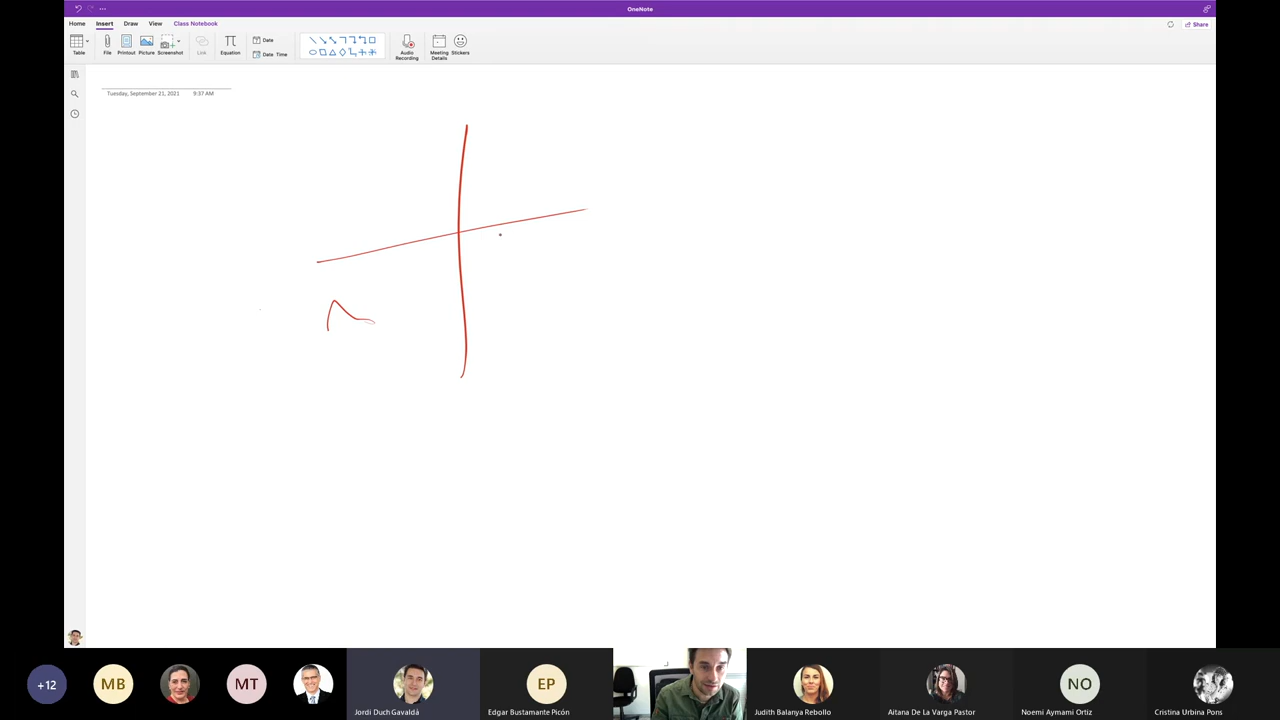 OneNote
Home Insert Draw View Class Notebook
Share
Table File Printout Picture Screenshot Link Equation Date Date Time Audio Recording Meeting Details Stickers
Tuesday, September 21, 2021 9:37 AM
+12 MB MT EP NO
Jordi Duch Gavaldá Edgar Bustamante Picón Judith Balanya Rebollo Aitana De La Varga Pastor Noemi Aymami Ortiz Cristina Urbina Pons